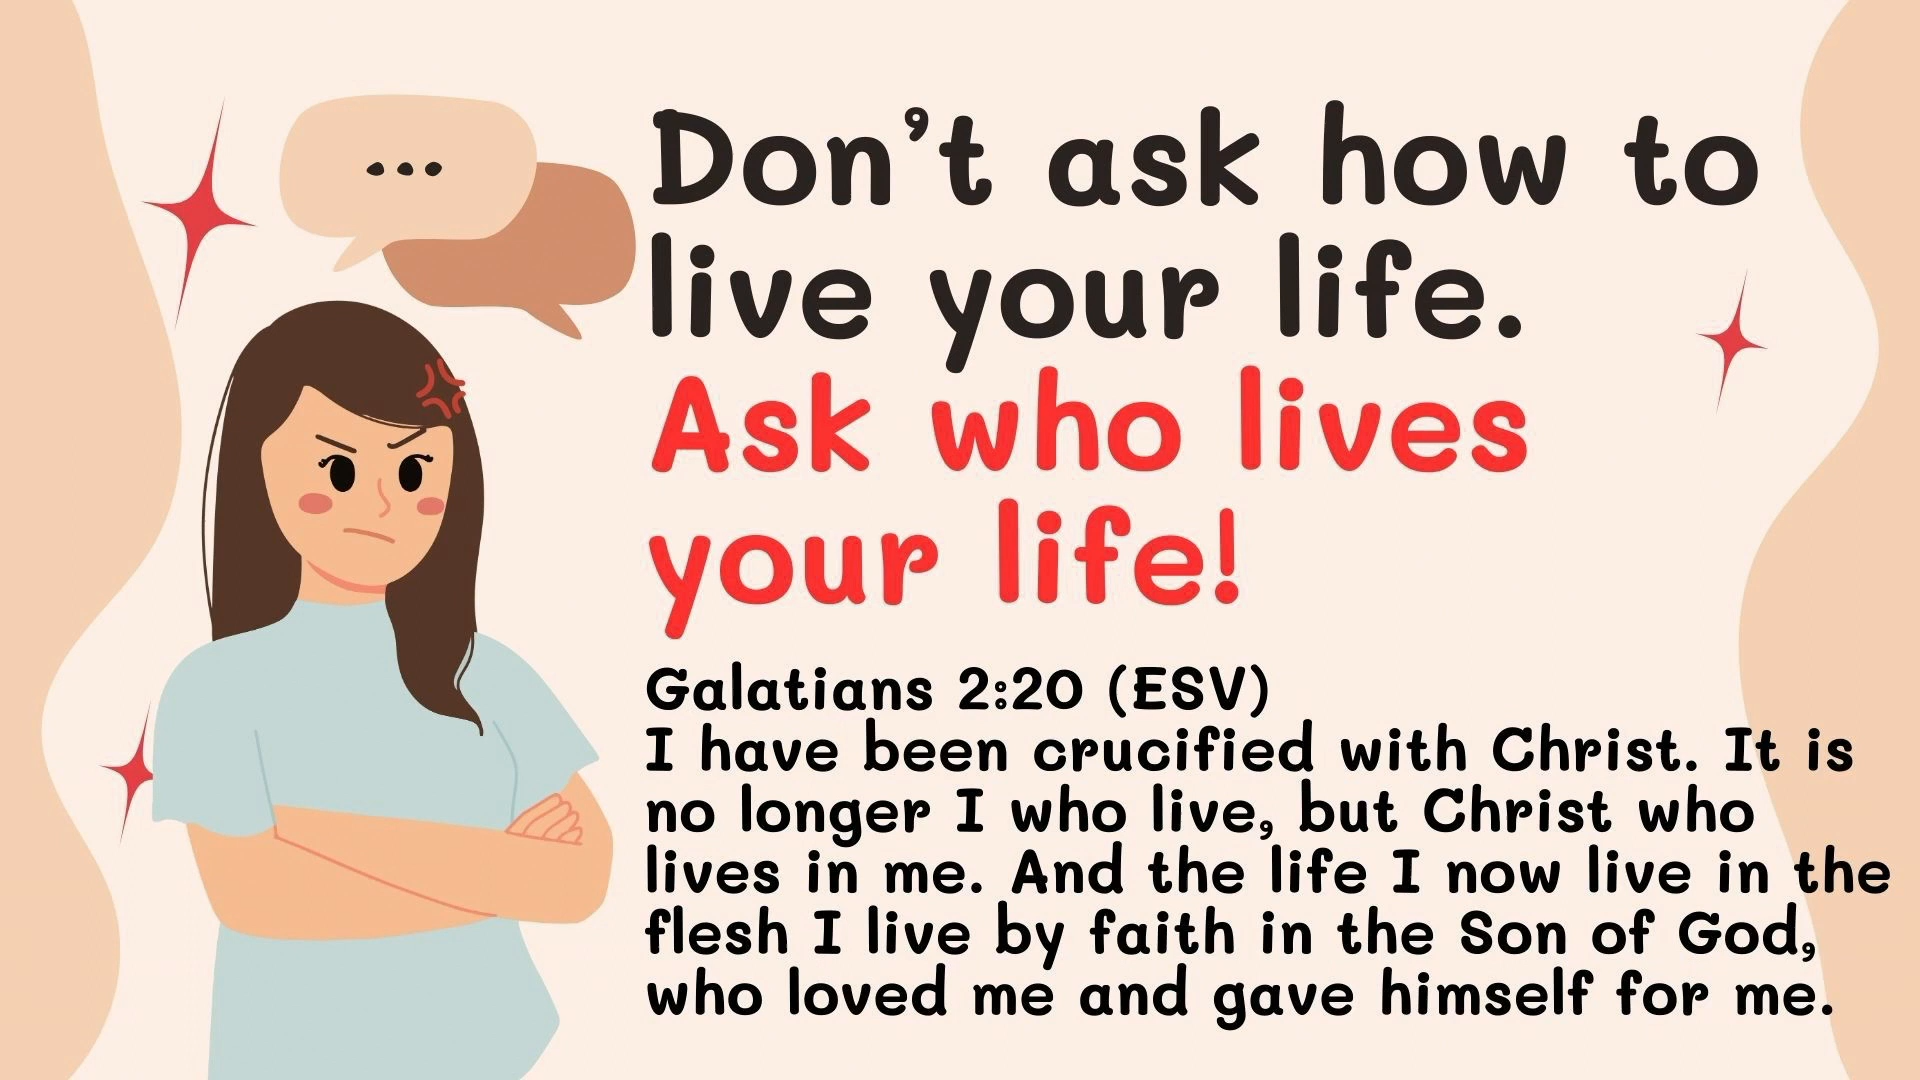 ...
Don't ask how to
live your life.
Ask who lives
your life!
Galatians 2:20 (ESV)
I have been crucified with Christ. It is
no longer I who live, but Christ who
lives in me. And the life I now live in the
flesh I live by faith in the Son of God,
who loved me and gave himself for me.